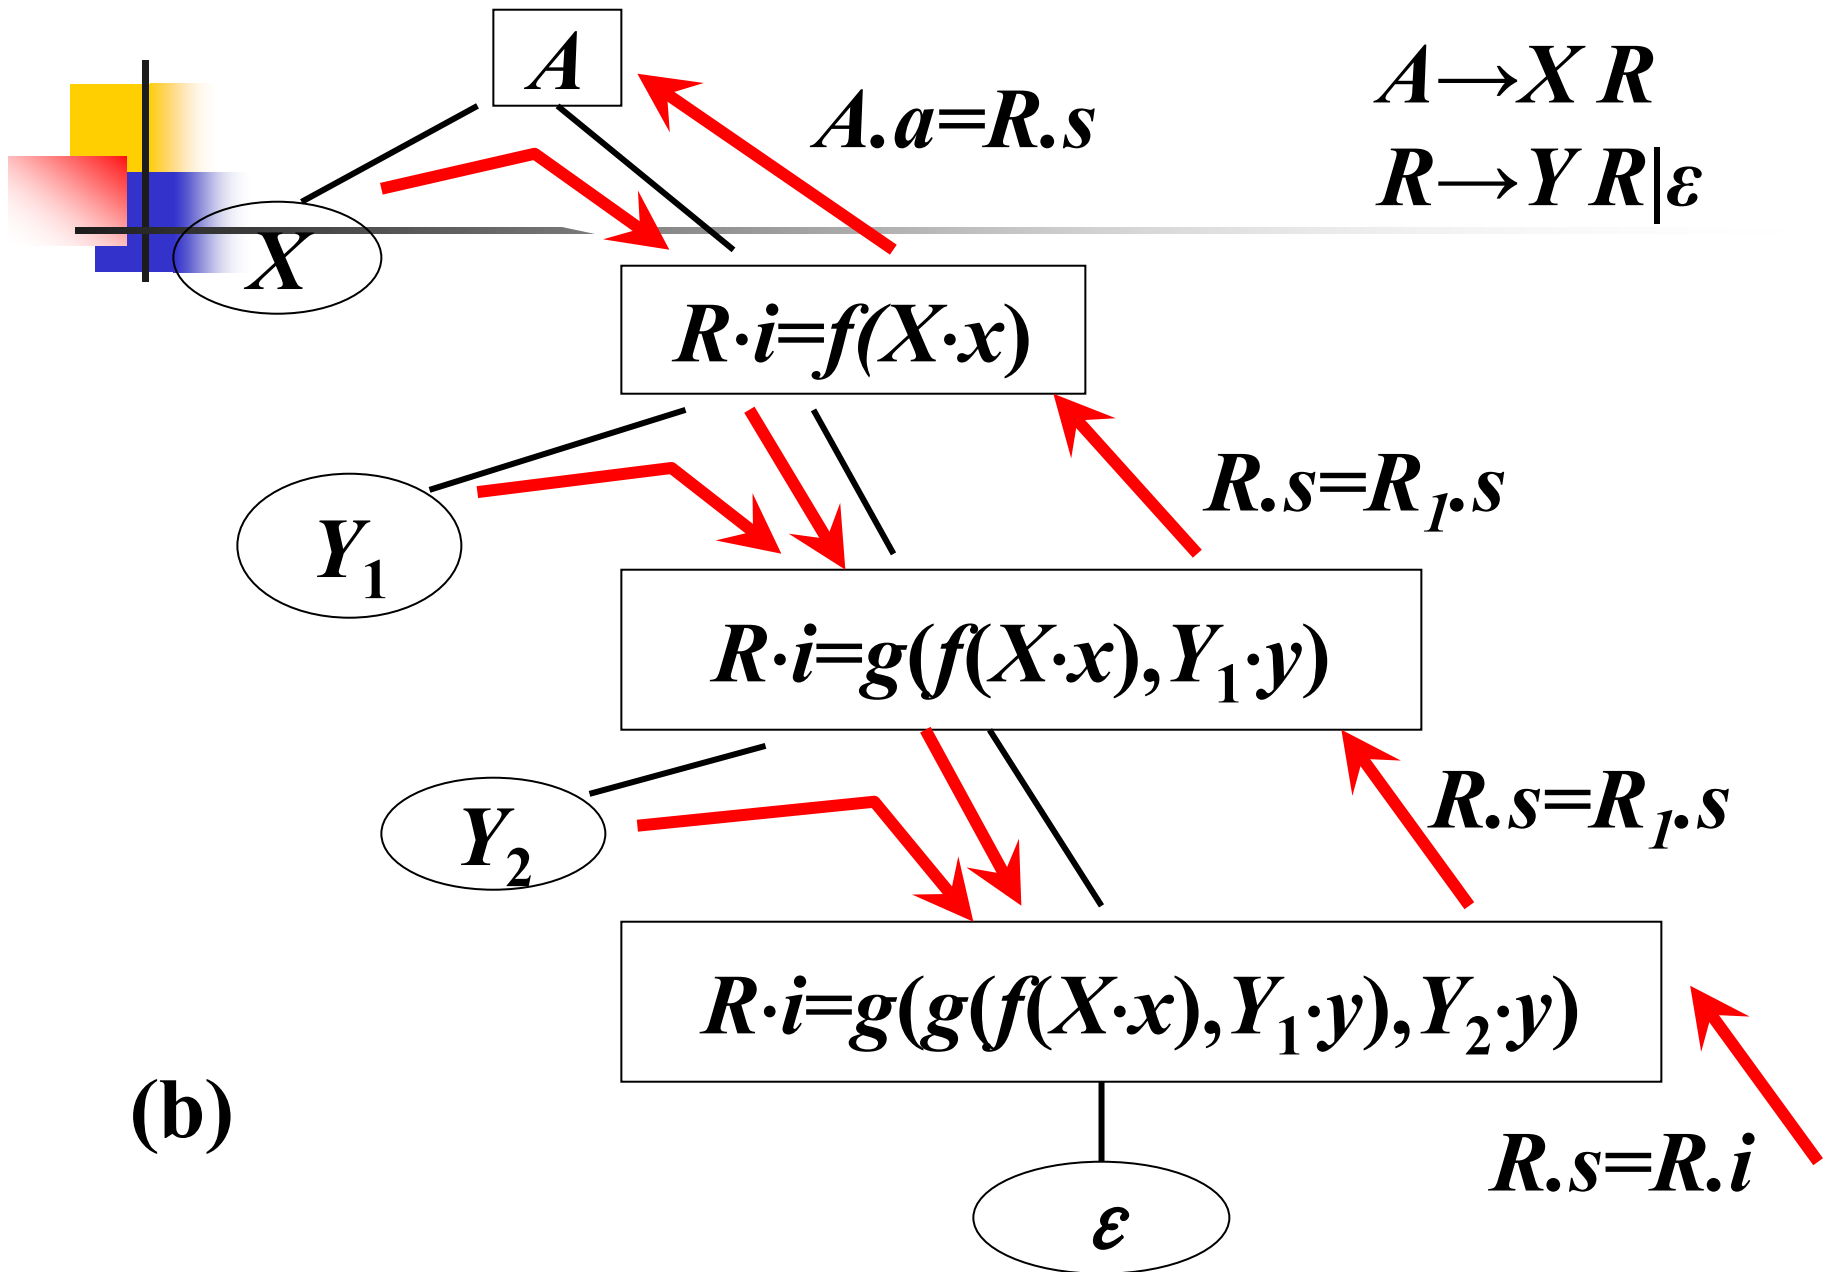 A
A→X R
A.a=R.s
R→Y R|ε
X
R·i=f(X·x)
R.s=R₁.s
Y₁
R·i=g(f(X·x),Y₁·y)
R.s=R₁.s
Y₂
R·i=g(g(f(X·x),Y₁·y),Y₂·y)
(b)
R.s=R.i
ε